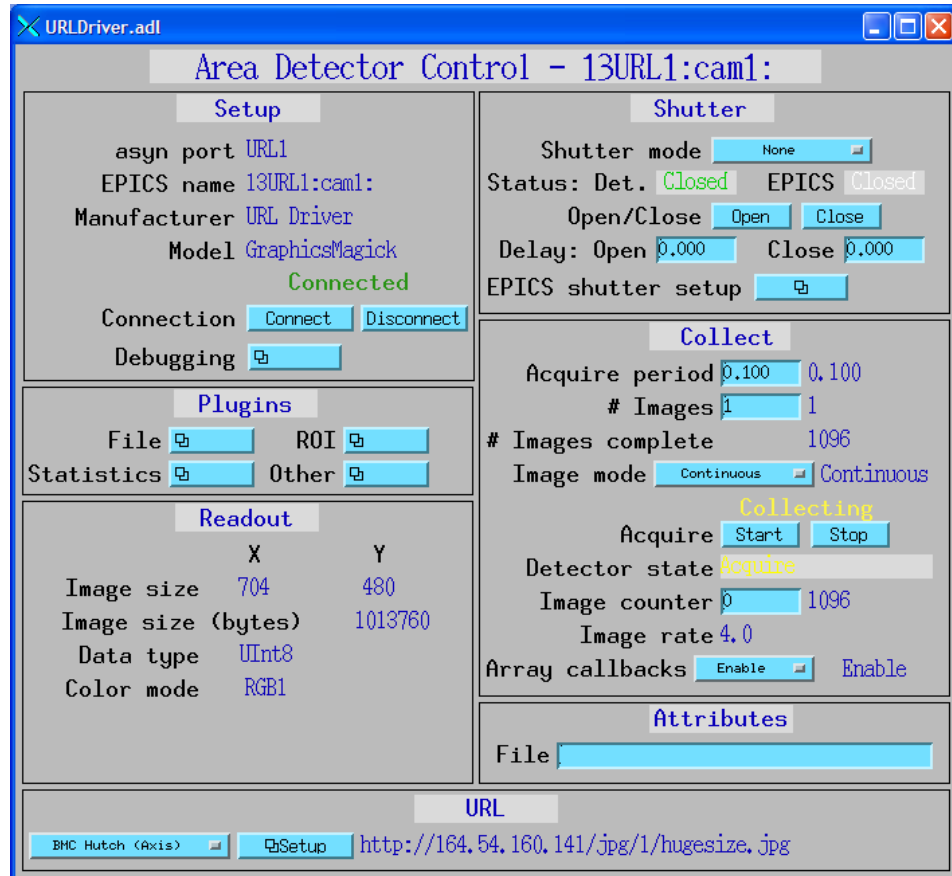 URLDriver.adl
Area Detector Control - 13URL1:cam1:
Setup
asyn port URL1
EPICS name 13URL1:cam1:
Manufacturer URL Driver
Model GraphicsMagick
Connected
Connection Connect Disconnect
Debugging
Plugins
File ROI
Statistics Other
Readout
X Y
Image size 704 480
Image size (bytes) 1013760
Data type UInt8
Color mode RGB1
Shutter
Shutter mode None
Status: Det. Closed EPICS Closed
Open/Close Open Close
Delay: Open 0.000 Close 0.000
EPICS shutter setup
Collect
Acquire period 0.100 0.100
# Images 1 1
# Images complete 1096
Image mode Continuous Continuous
Collecting
Acquire Start Stop
Detector state Acquire
Image counter 0 1096
Image rate 4.0
Array callbacks Enable Enable
Attributes
File
URL
BMC Hutch (Axis) Setup http://164.54.160.141/jpg/1/hugesize.jpg